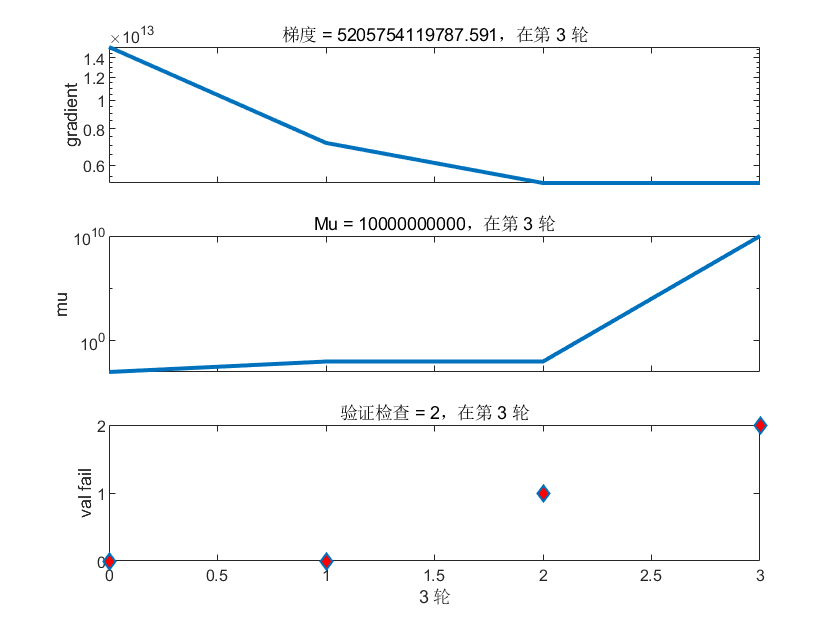 ×10^13
梯度 = 5205754119787.591，在第 3 轮
1.4
1.2
1
0.8
0.6
gradient
Mu = 10000000000，在第 3 轮
10^10
10^0
mu
验证检查 = 2，在第 3 轮
2
1
0
val fail
0 0.5 1 1.5 2 2.5 3
3 轮